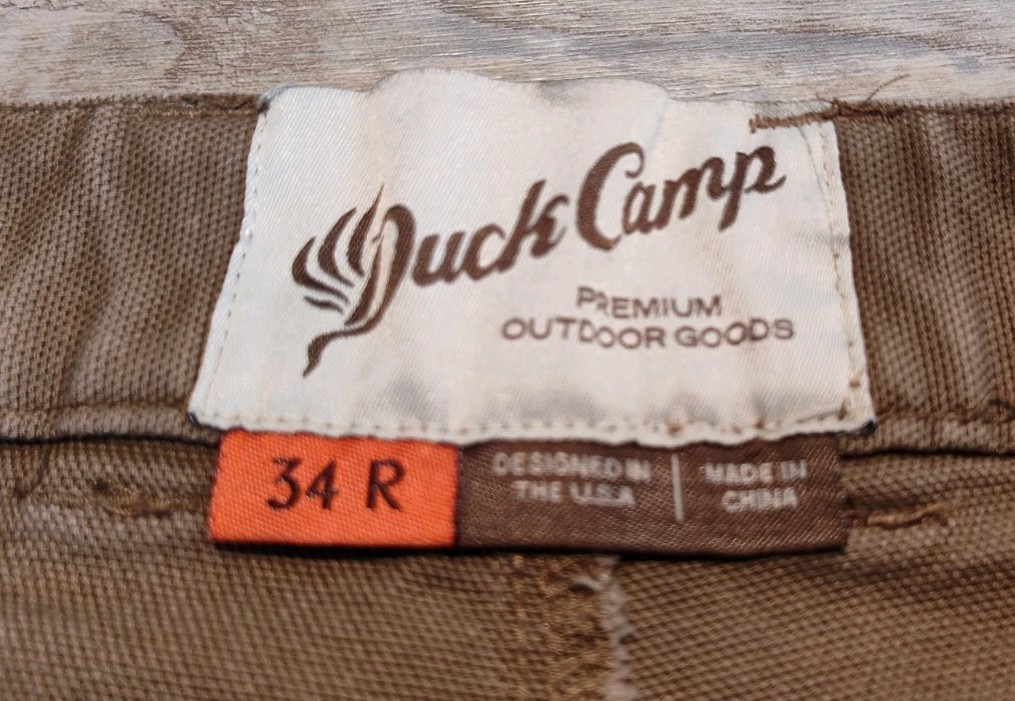 Duck Camp
PREMIUM
OUTDOOR GOODS
34 R
DESIGNED IN
THE U.S.A
MADE IN
CHINA